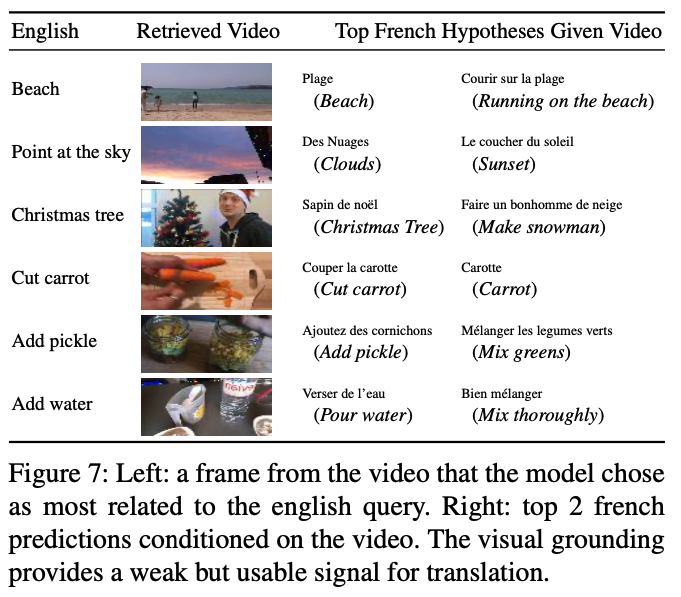 English Retrieved Video Top French Hypotheses Given Video
Beach Plage Courir sur la plage
(Beach) (Running on the beach)
Point at the sky Des Nuages Le coucher du soleil
(Clouds) (Sunset)
Christmas tree Sapin de noël Faire un bonhomme de neige
(Christmas Tree) (Make snowman)
Cut carrot Couper la carotte Carotte
(Cut carrot) (Carrot)
Add pickle Ajoutez des cornichons Mélanger les legumes verts
(Add pickle) (Mix greens)
Add water Verser de l'eau Bien mélanger
(Pour water) (Mix thoroughly)
Figure 7: Left: a frame from the video that the model chose
as most related to the english query. Right: top 2 french
predictions conditioned on the video. The visual grounding
provides a weak but usable signal for translation.